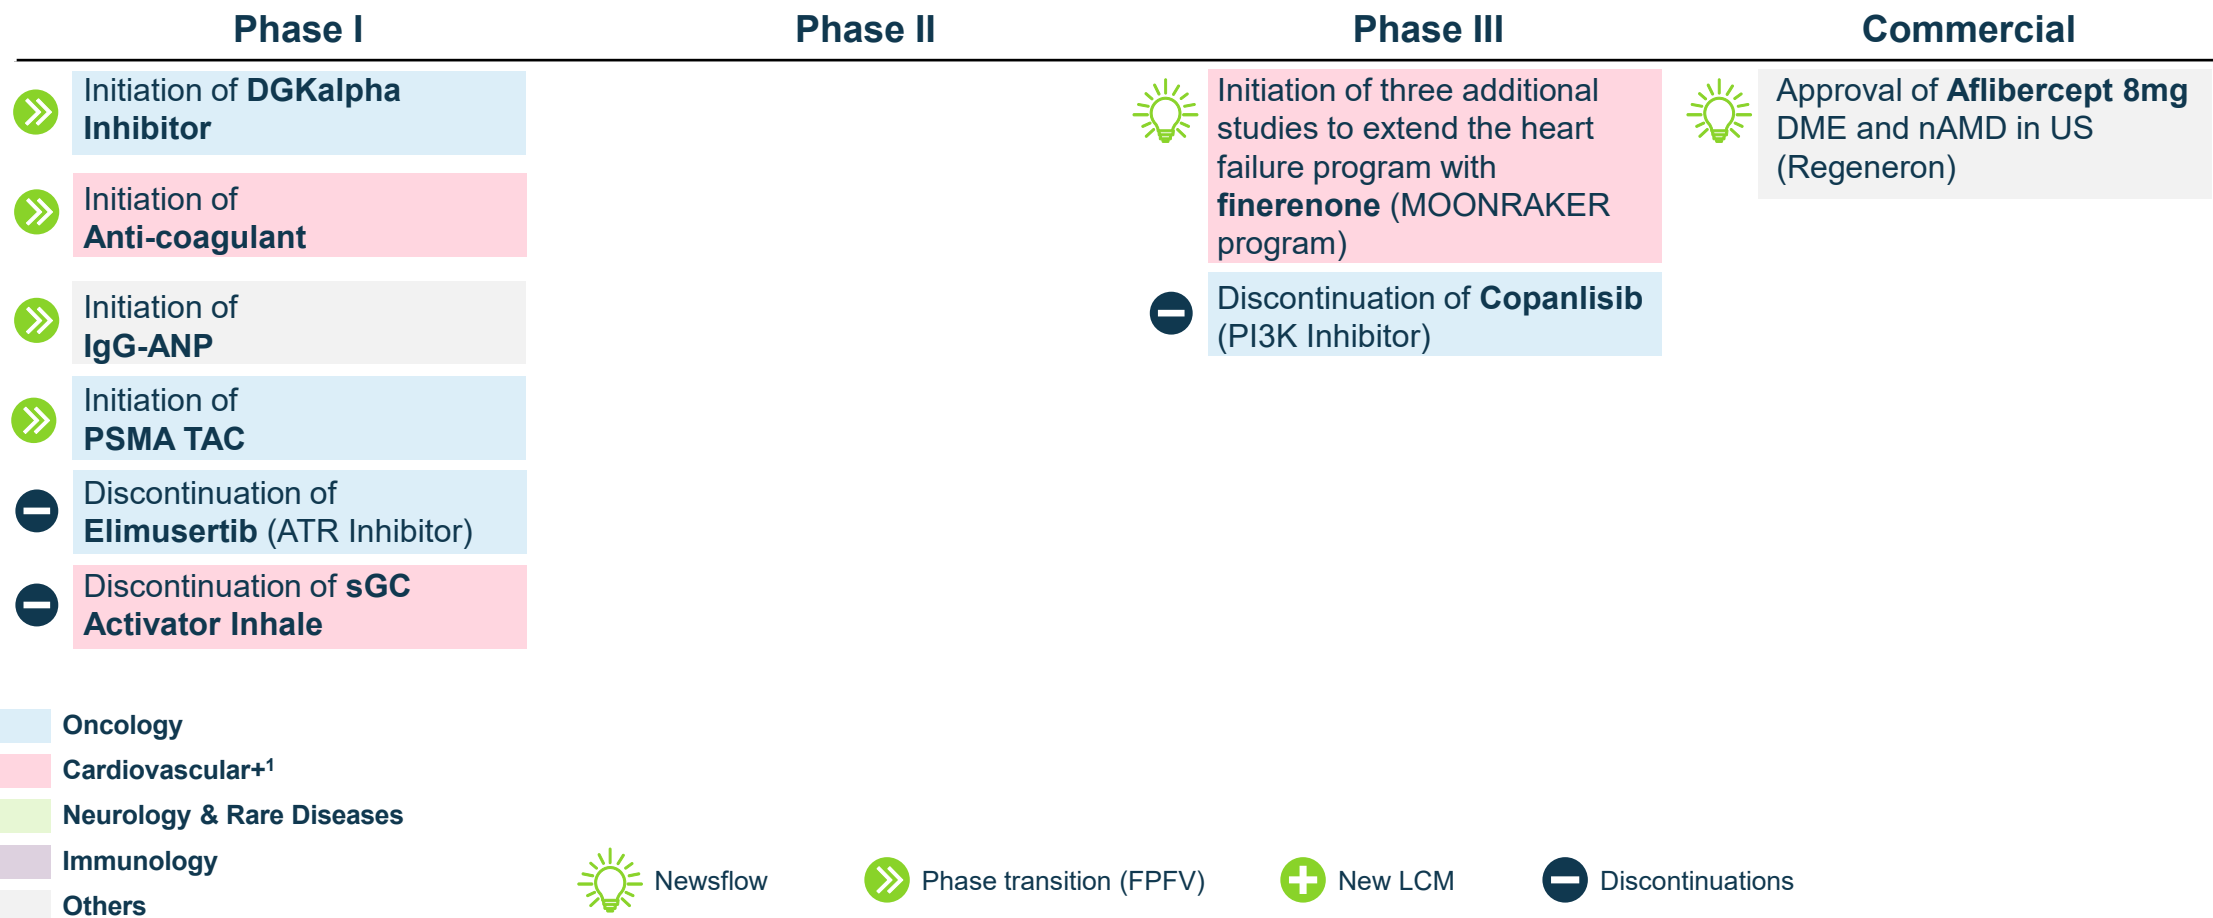 Phase I
Phase II
Phase III
Commercial
Initiation of DGKalpha
Inhibitor
Initiation of
Anti-coagulant
Initiation of
IgG-ANP
Initiation of
PSMA TAC
Discontinuation of
Elimusertib (ATR Inhibitor)
Discontinuation of sGC
Activator Inhale
Initiation of three additional
studies to extend the heart
failure program with
finerenone (MOONRAKER
program)
Discontinuation of Copanlisib
(PI3K Inhibitor)
Approval of Aflibercept 8mg
DME and nAMD in US
(Regeneron)
Oncology
Cardiovascular+¹
Neurology & Rare Diseases
Immunology
Others
Newsflow
Phase transition (FPFV)
New LCM
Discontinuations